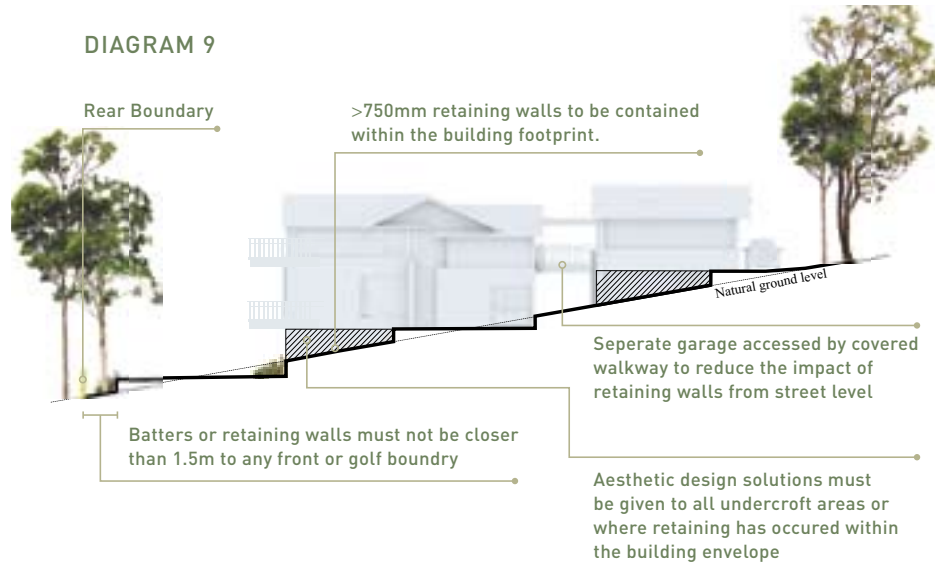 DIAGRAM 9
Rear Boundary
>750mm retaining walls to be contained
within the building footprint.
Natural ground level
Seperate garage accessed by covered
walkway to reduce the impact of
retaining walls from street level
Batters or retaining walls must not be closer
than 1.5m to any front or golf boundry
Aesthetic design solutions must
be given to all undercroft areas or
where retaining has occured within
the building envelope